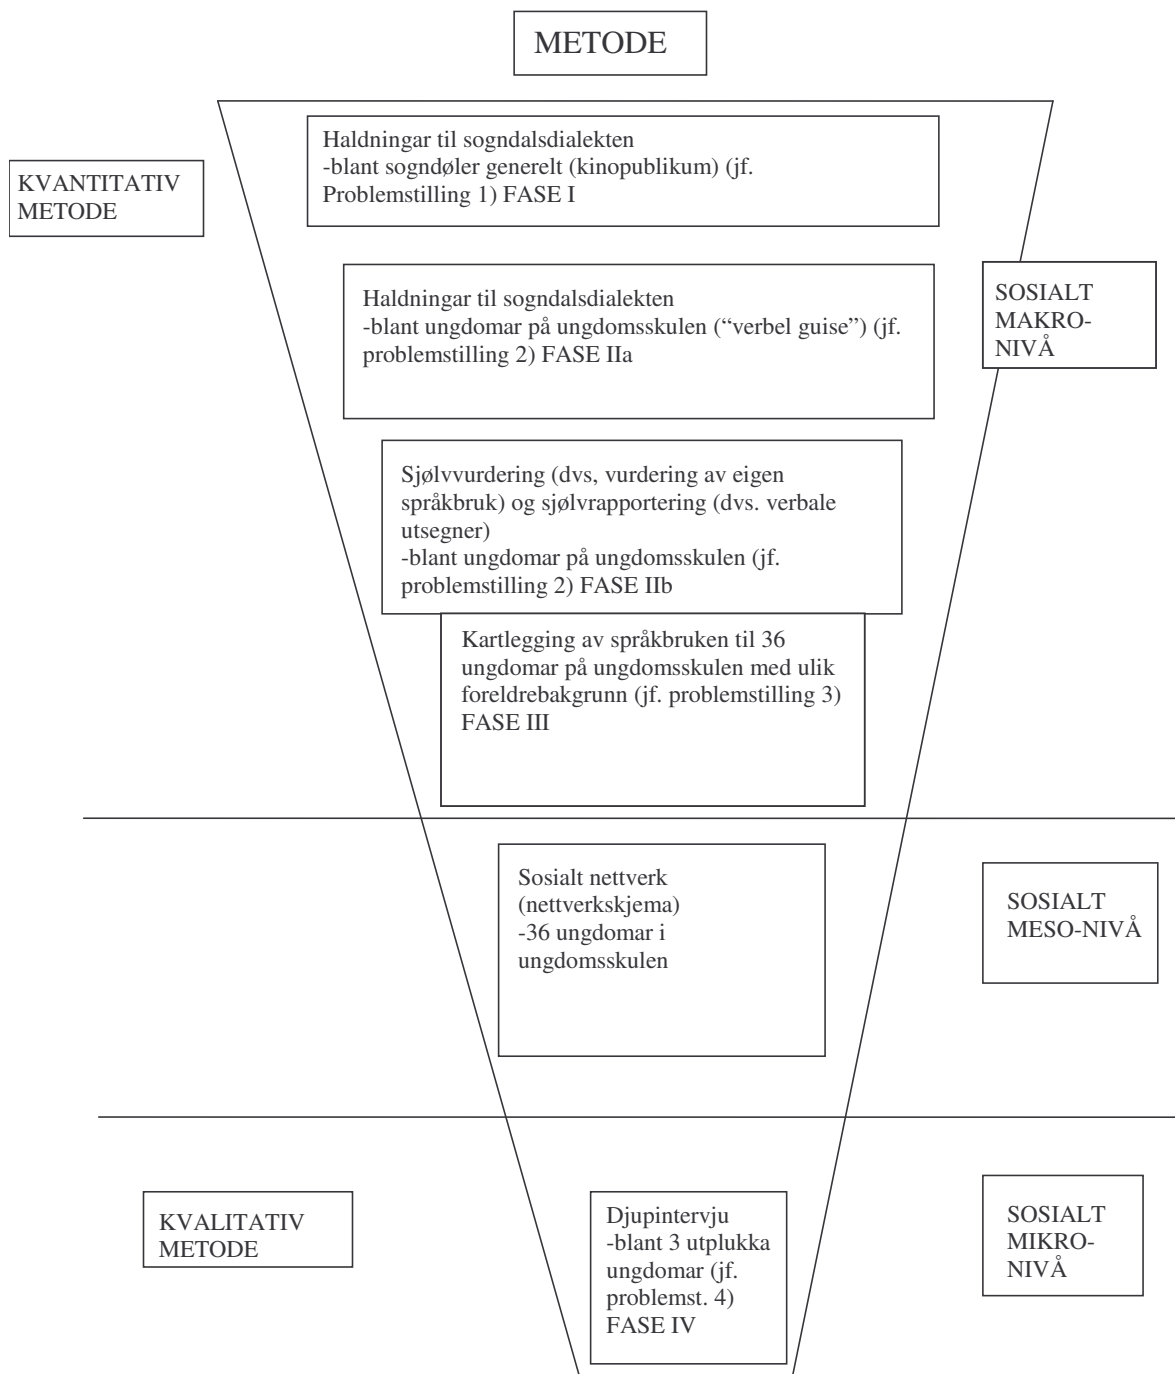 METODE
Haldningar til sogndalsdialekten
-blant sogndøler generelt (kinopublikum) (jf.
Problemstilling 1) FASE I
KVANTITATIV
METODE
Haldningar til sogndalsdialekten
-blant ungdomar på ungdomsskulen (“verbel guise”) (jf.
problemstilling 2) FASE IIa
SOSIALT
MAKRO-
NIVÅ
Sjølvvurdering (dvs, vurdering av eigen
språkbruk) og sjølvrapportering (dvs. verbale
utsegner)
-blant ungdomar på ungdomsskulen (jf.
problemstilling 2) FASE IIb
Kartlegging av språkbruken til 36
ungdomar på ungdomsskulen med ulik
foreldrebakgrunn (jf. problemstilling 3)
FASE III
Sosialt nettverk
(nettverkskjema)
-36 ungdomar i
ungdomsskulen
SOSIALT
MESO-NIVÅ
KVALITATIV
METODE
Djupintervju
-blant 3 utplukka
ungdomar (jf.
problemst. 4)
FASE IV
SOSIALT
MIKRO-
NIVÅ